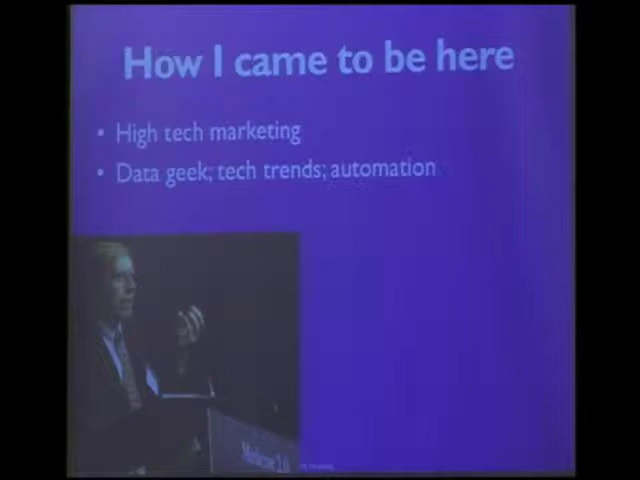 How I came to be here
• High tech marketing
• Data geek; tech trends; automation
Medicine 2.0